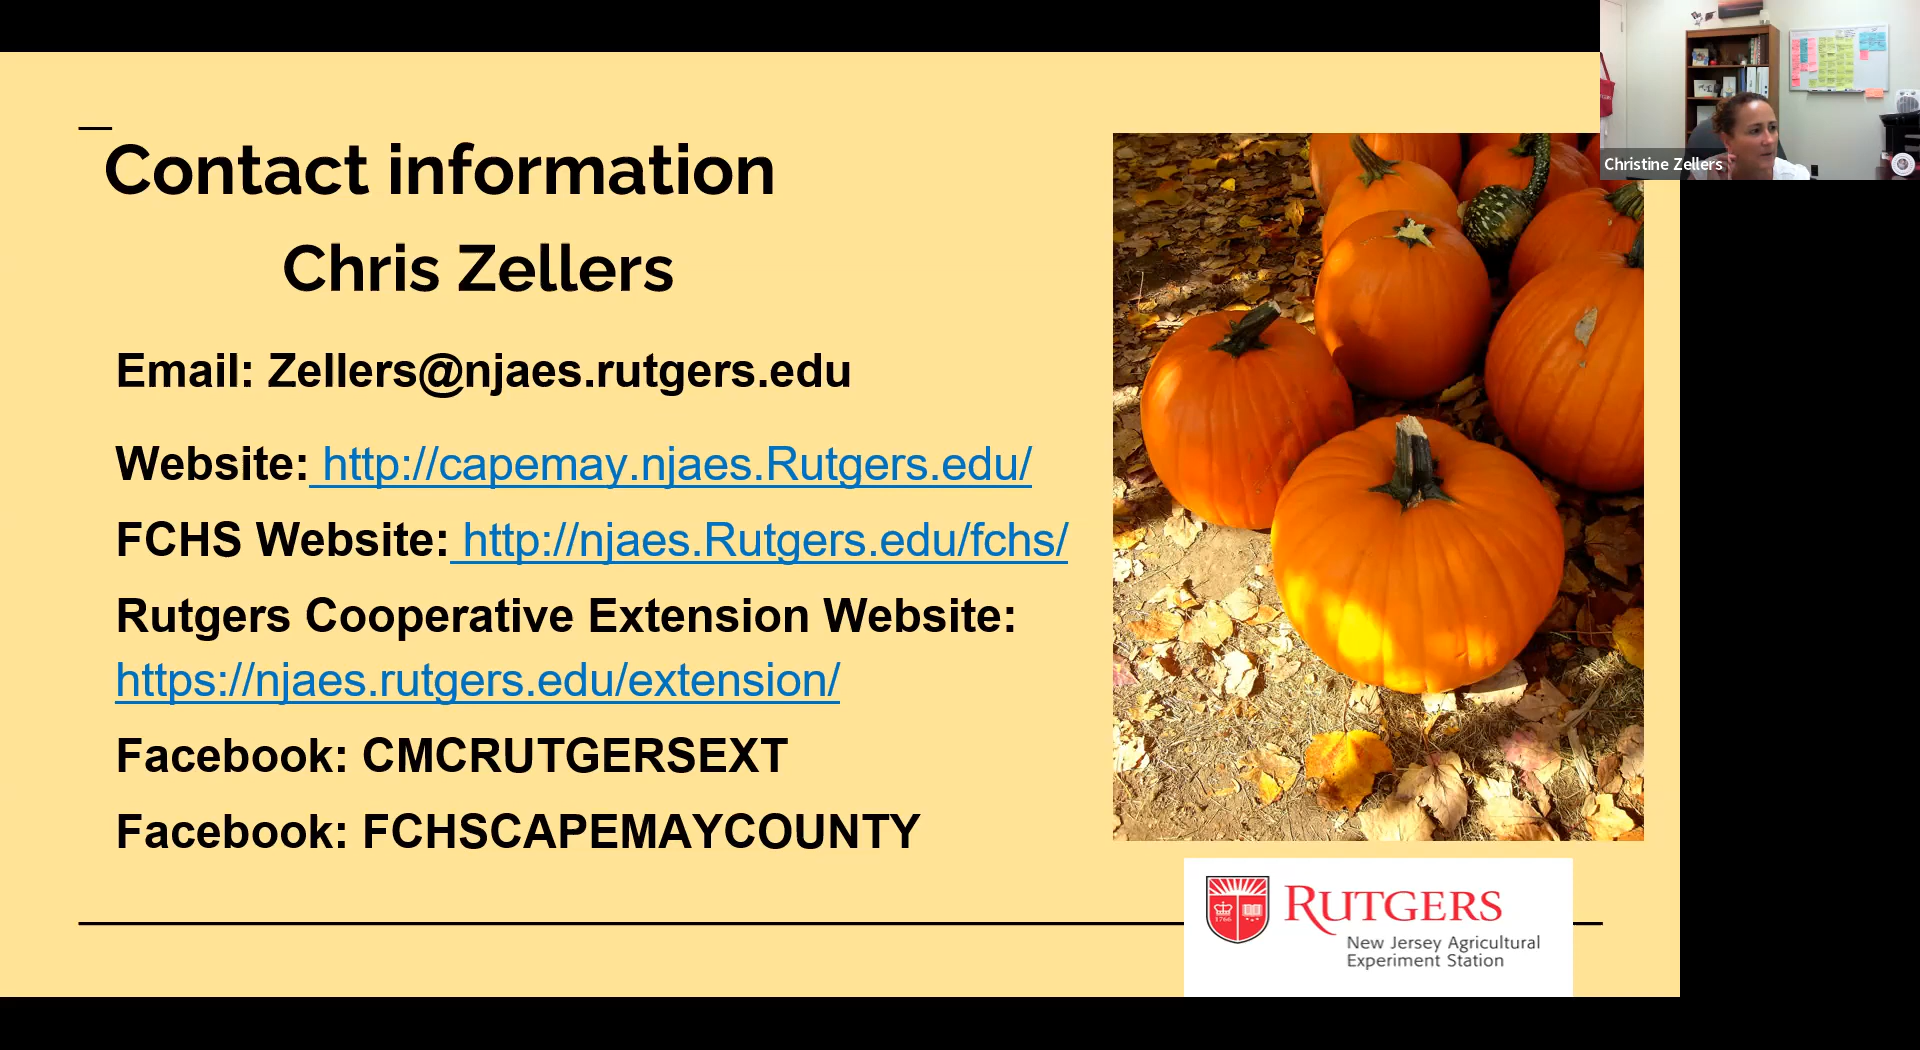 Contact information
Chris Zellers
Email: Zellers@njaes.rutgers.edu
Website: http://capemay.njaes.Rutgers.edu/
FCHS Website: http://njaes.Rutgers.edu/fchs/
Rutgers Cooperative Extension Website:
https://njaes.rutgers.edu/extension/
Facebook: CMCRUTGERSEXT
Facebook: FCHSCAPEMAYCOUNTY
1766
RUTGERS
New Jersey Agricultural
Experiment Station
Christine Zellers